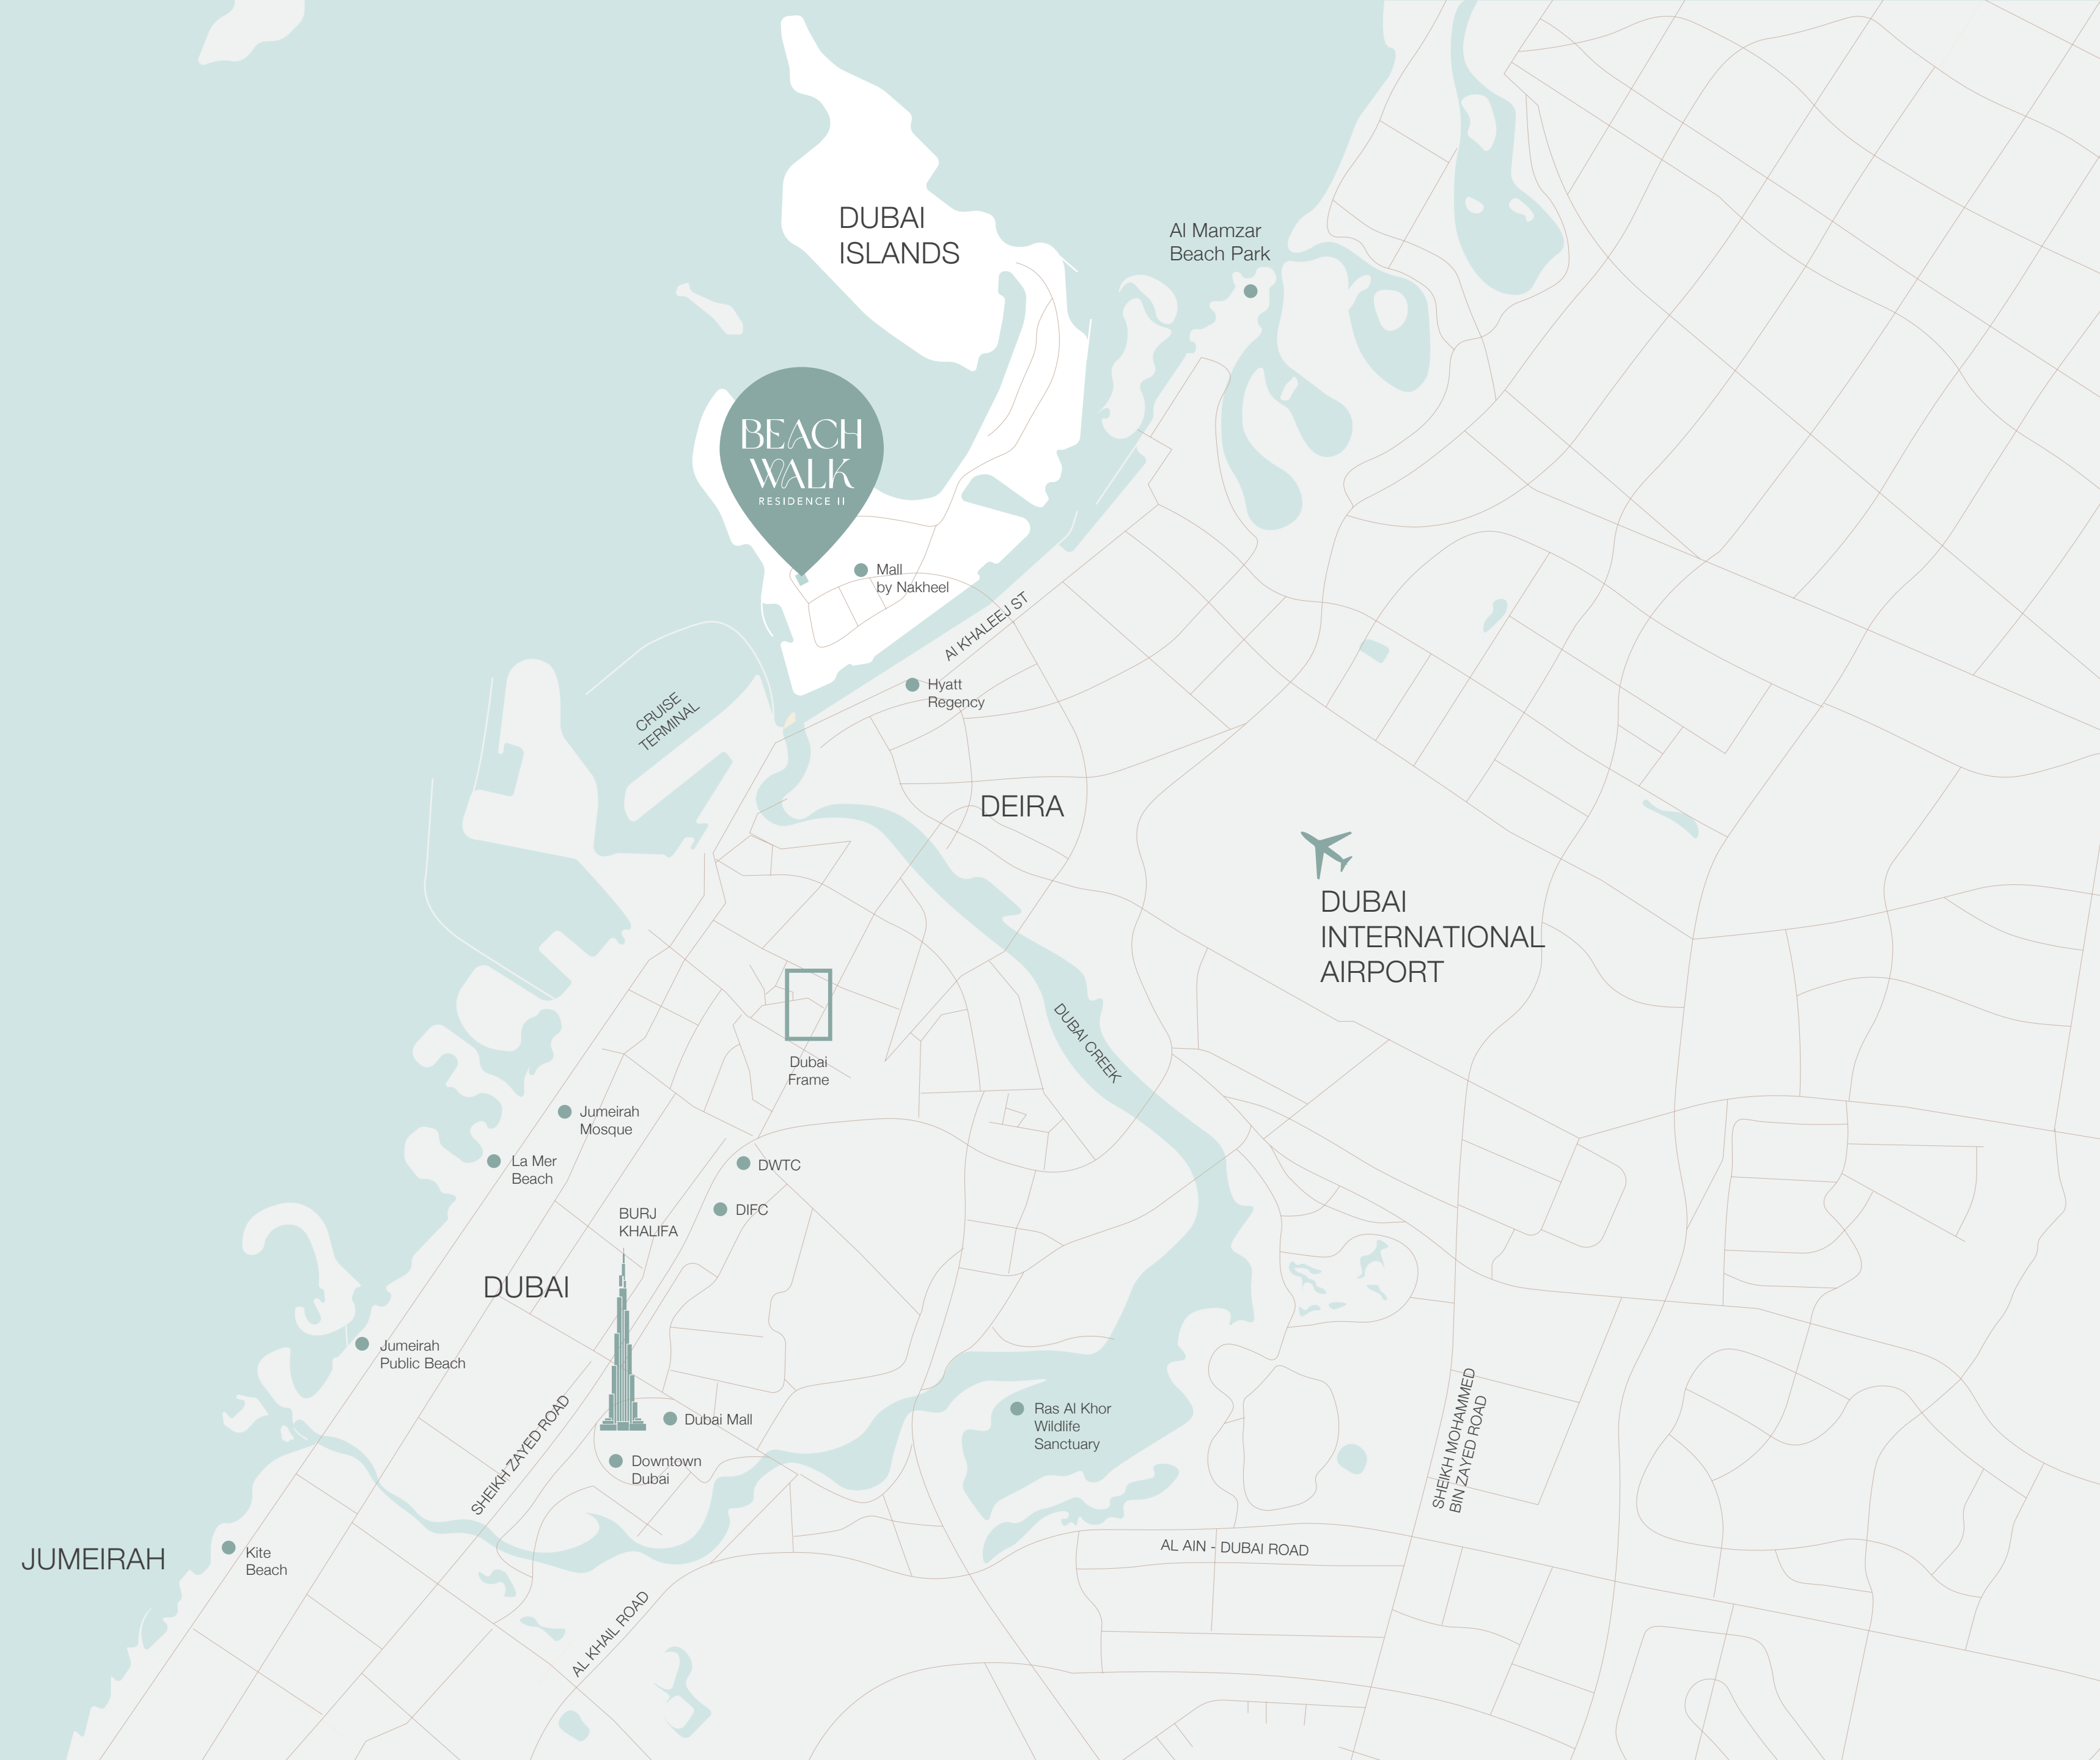 DUBAI
ISLANDS
Al Mamzar
Beach Park
BEACH
WALK
RESIDENCE II
Mall
by Nakheel
Al KHALEEJ ST
Hyatt
Regency
CRUISE
TERMINAL
DEIRA
DUBAI
INTERNATIONAL
AIRPORT
DUBAI CREEK
Dubai
Frame
Jumeirah
Mosque
La Mer
Beach
DWTC
DIFC
BURJ
KHALIFA
DUBAI
Jumeirah
Public Beach
SHEIKH ZAYED ROAD
Dubai Mall
Downtown
Dubai
Ras Al Khor
Wildlife
Sanctuary
SHEIKH MOHAMMED
BIN ZAYED ROAD
JUMEIRAH
Kite
Beach
AL AIN - DUBAI ROAD
AL KHAIL ROAD